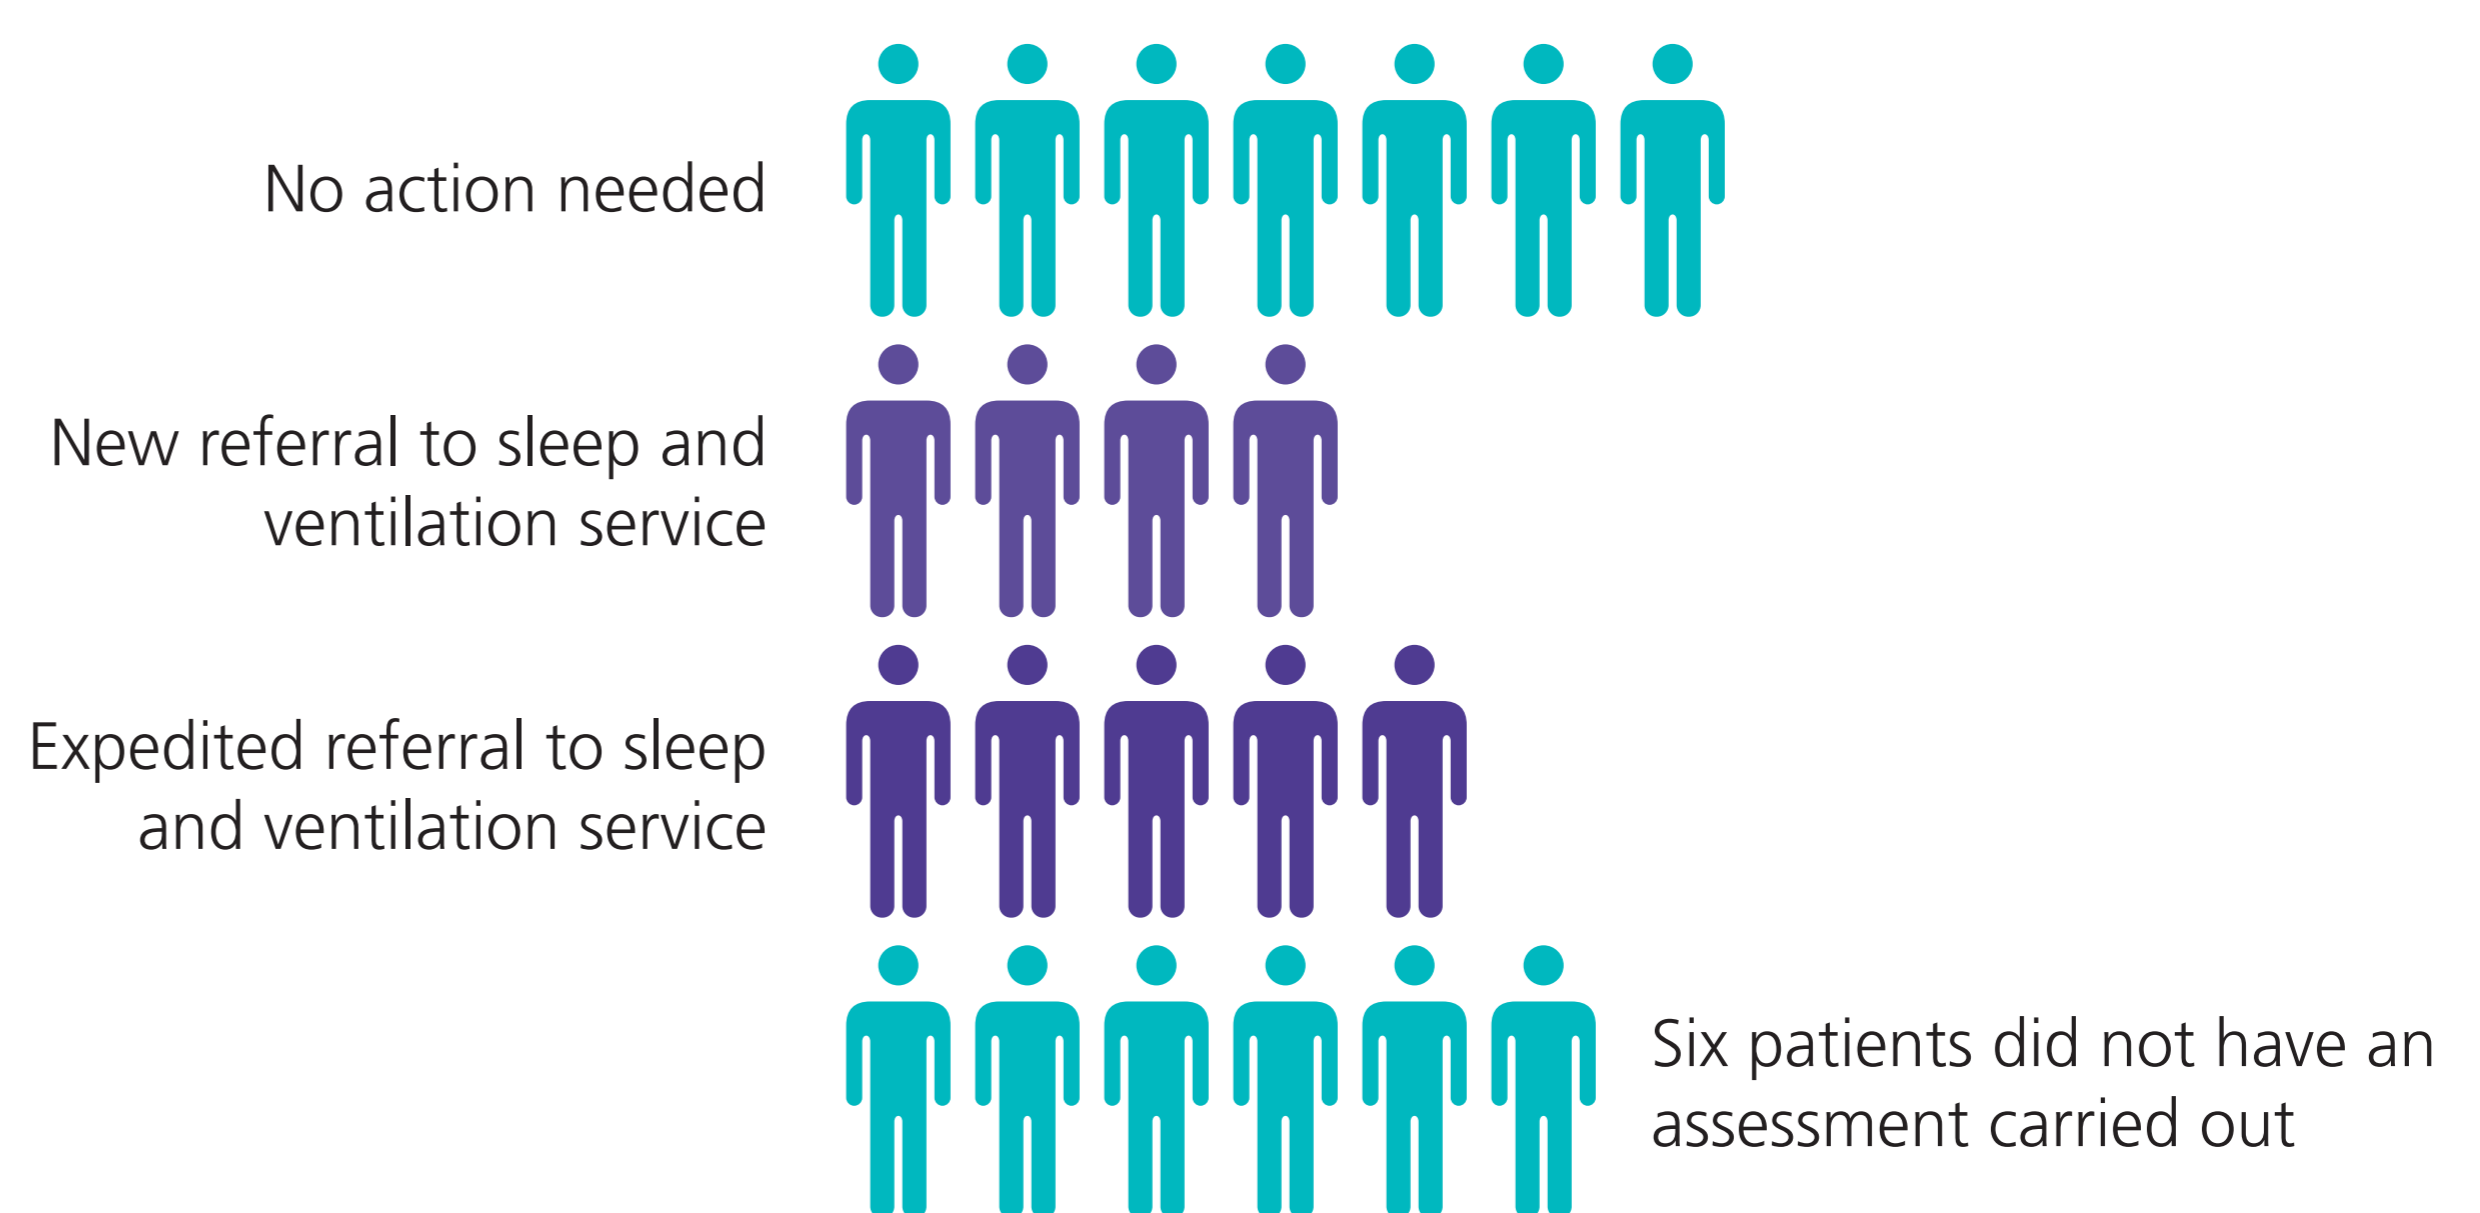 No action needed
New referral to sleep and
ventilation service
Expedited referral to sleep
and ventilation service
Six patients did not have an
assessment carried out